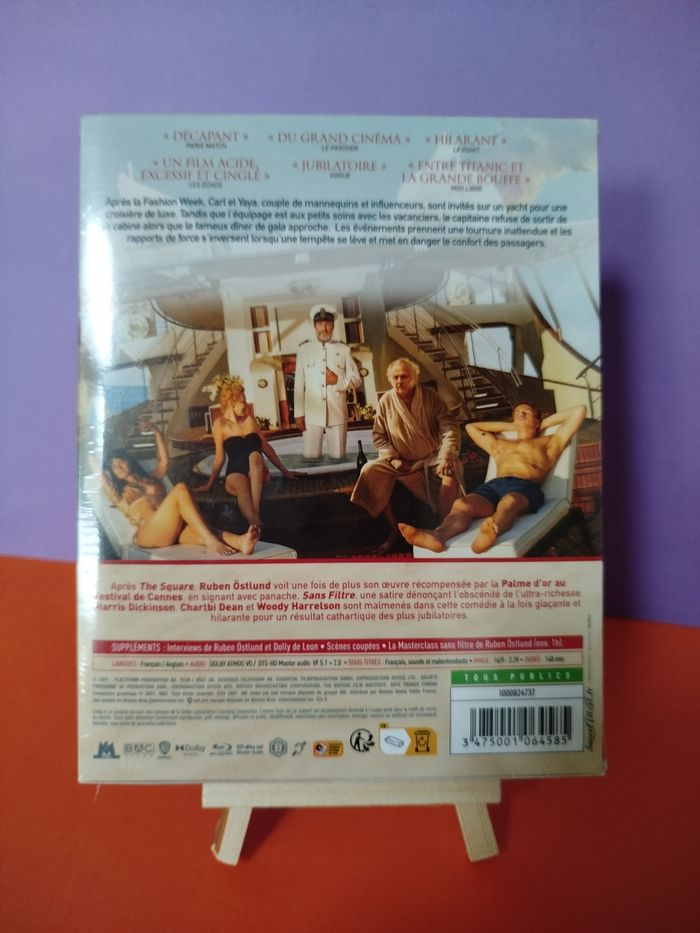 « DÉCAPANT » « DU GRAND CINÉMA » « HILARANT »
PARIS MATCH LE PARISIEN LE POINT
« UN FILM ACIDE, « JUBILATOIRE » « ENTRE TITANIC ET
EXCESSIF ET CINGLÉ » VOGUE LA GRANDE BOUFFE »
LES ÉCHOS MIDI LIBRE
Après la Fashion Week, Carl et Yaya, couple de mannequins et influenceurs, sont invités sur un yacht pour une
croisière de luxe. Tandis que l'équipage est aux petits soins avec les vacanciers, le capitaine refuse de sortir de
sa cabine alors que le fameux dîner de gala approche. Les événements prennent une tournure inattendue et les
rapports de force s'inversent lorsqu'une tempête se lève et met en danger le confort des passagers.
Après The Square, Ruben Östlund voit une fois de plus son œuvre récompensée par la Palme d'or au
Festival de Cannes, en signant avec panache, Sans Filtre, une satire dénonçant l'obscénité de l'ultra-richesse.
Harris Dickinson, Charlbi Dean et Woody Harrelson sont malmenés dans cette comédie à la fois glaçante et
hilarante pour un résultat cathartique des plus jubilatoires.
SUPPLÉMENTS : Interviews de Ruben Östlund et Dolly de Leon • Scènes coupées • La Masterclass sans filtre de Ruben Östlund (env. 1h).
LANGUES : Français / Anglais • AUDIO : DOLBY ATMOS VO / DTS-HD Master audio VF 5.1 + 2.0 • SOUS-TITRES : Français, sourds et malentendants • IMAGE : 16/9 - 2.39 • DURÉE : 148 min
TOUS PUBLICS
1000824737
3 475001 064585
M BAC Dolby Blu-ray